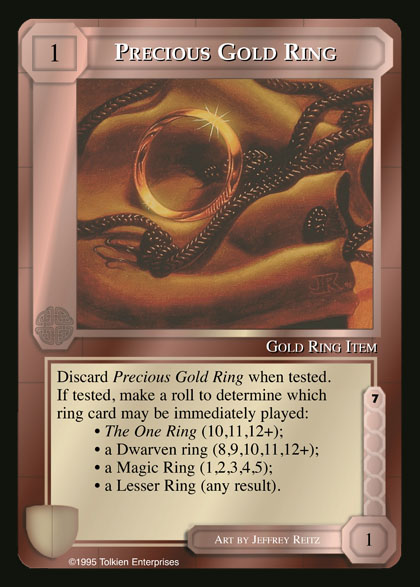 1
PRECIOUS GOLD RING
JR
GOLD RING ITEM
Discard Precious Gold Ring when tested.
If tested, make a roll to determine which
ring card may be immediately played:
• The One Ring (10,11,12+);
• a Dwarven ring (8,9,10,11,12+);
• a Magic Ring (1,2,3,4,5);
• a Lesser Ring (any result).
7
ART BY JEFFREY REITZ
1
©1995 Tolkien Enterprises